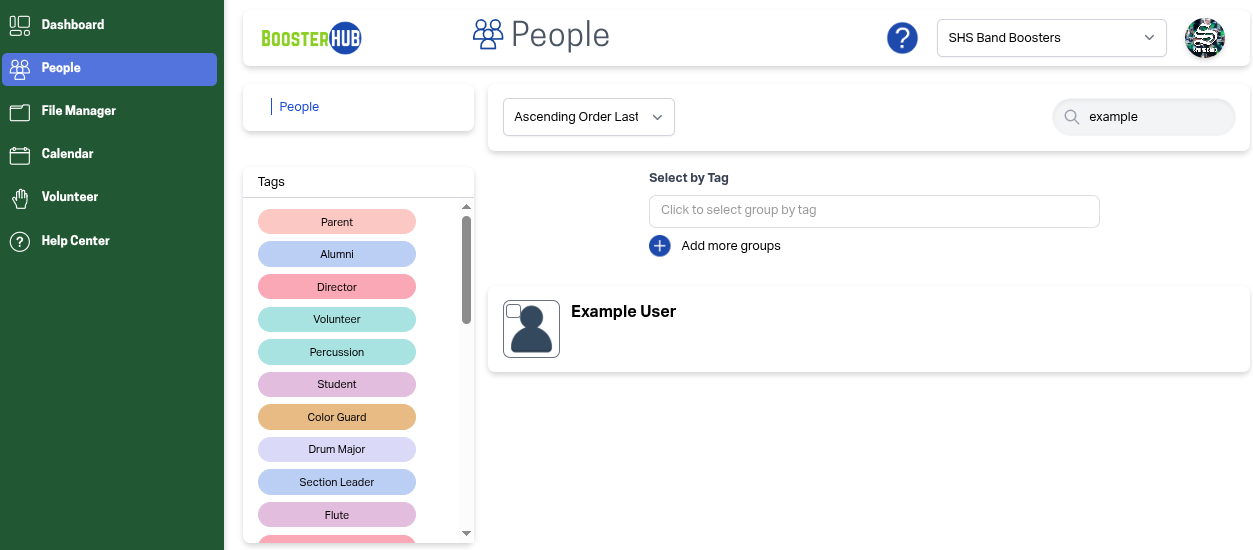 Dashboard
People
File Manager
Calendar
Volunteer
Help Center
BOOSTERHUB
People
?
SHS Band Boosters
People
Ascending Order Last
example
Tags
Parent
Alumni
Director
Volunteer
Percussion
Student
Color Guard
Drum Major
Section Leader
Flute
Select by Tag
Click to select group by tag
Add more groups
Example User